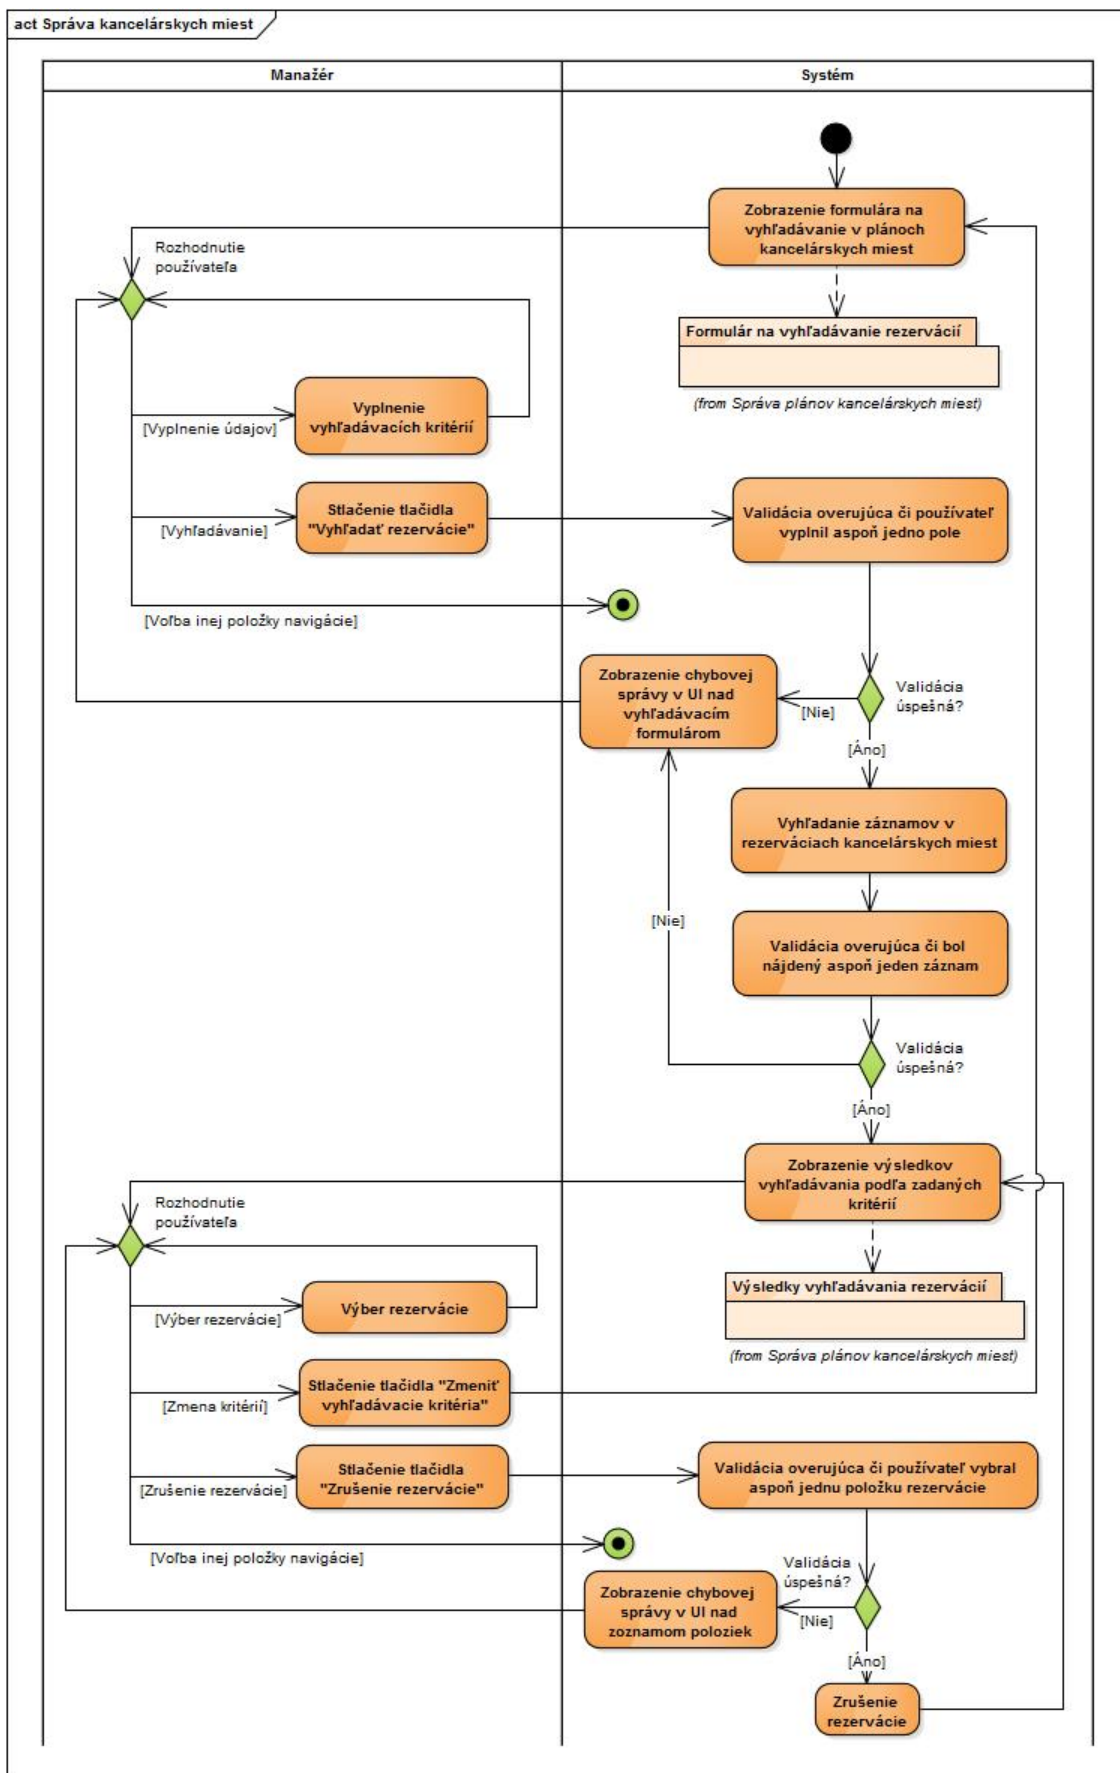 act Správa kancelárskych miest
Manažér
Systém
Zobrazenie formulára na
vyhľadávanie v plánoch
kancelárskych miest
Rozhodnutie
používateľa
Formulár na vyhľadávanie rezervácií
(from Správa plánov kancelárskych miest)
Vyplnenie
vyhľadávacích kritérií
[Vyplnenie údajov]
Stlačenie tlačidla
"Vyhľadať rezervácie"
[Vyhľadávanie]
Validácia overujúca či používateľ
vyplnil aspoň jedno pole
[Voľba inej položky navigácie]
Zobrazenie chybovej
správy v UI nad
vyhľadávacím
formulárom
[Nie]
Validácia
úspešná?
[Áno]
Vyhľadanie záznamov v
rezerváciach kancelárskych miest
[Nie]
Validácia overujúca či bol
nájdený aspoň jeden záznam
Validácia
úspešná?
[Áno]
Zobrazenie výsledkov
vyhľadávania podľa zadaných
kritérií
Rozhodnutie
používateľa
Výsledky vyhľadávania rezervácií
(from Správa plánov kancelárskych miest)
Výber rezervácie
[Výber rezervácie]
Stlačenie tlačidla "Zmeniť
vyhľadávacie kritéria"
[Zmena kritérií]
Stlačenie tlačidla
"Zrušenie rezervácie"
[Zrušenie rezervácie]
Validácia overujúca či používateľ vybral
aspoň jednu položku rezervácie
[Voľba inej položky navigácie]
Validácia
úspešná?
Zobrazenie chybovej
správy v UI nad
zoznamom poloziek
[Nie]
[Áno]
Zrušenie
rezervácie